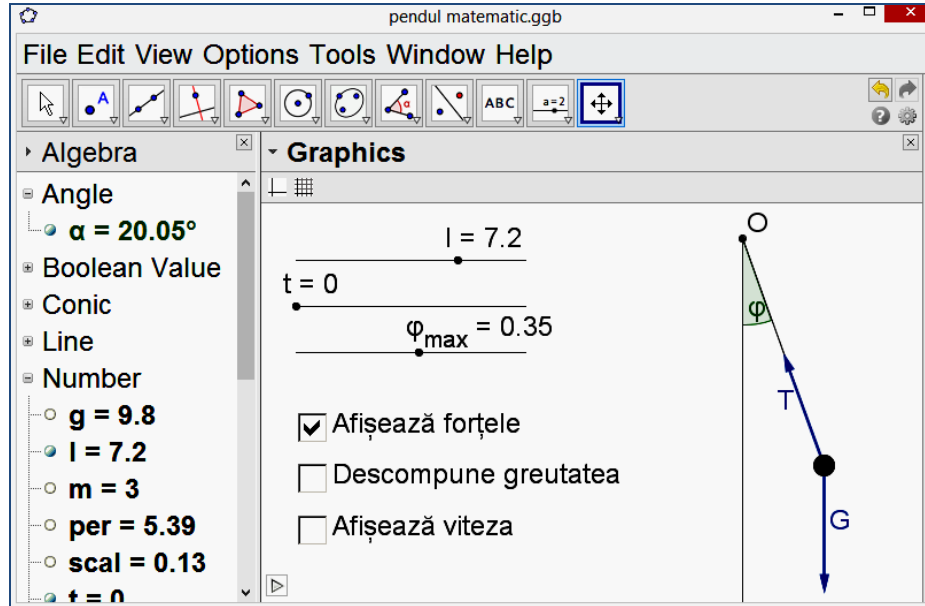 pendul matematic.ggb
File Edit View Options Tools Window Help
A
α
ABC
a=2
Algebra
Graphics
Angle
α = 20.05°
Boolean Value
Conic
Line
Number
g = 9.8
l = 7.2
m = 3
per = 5.39
scal = 0.13
t = 0
l = 7.2
t = 0
φmax = 0.35
Afișează forțele
Descompune greutatea
Afișează viteza
O
φ
T
G